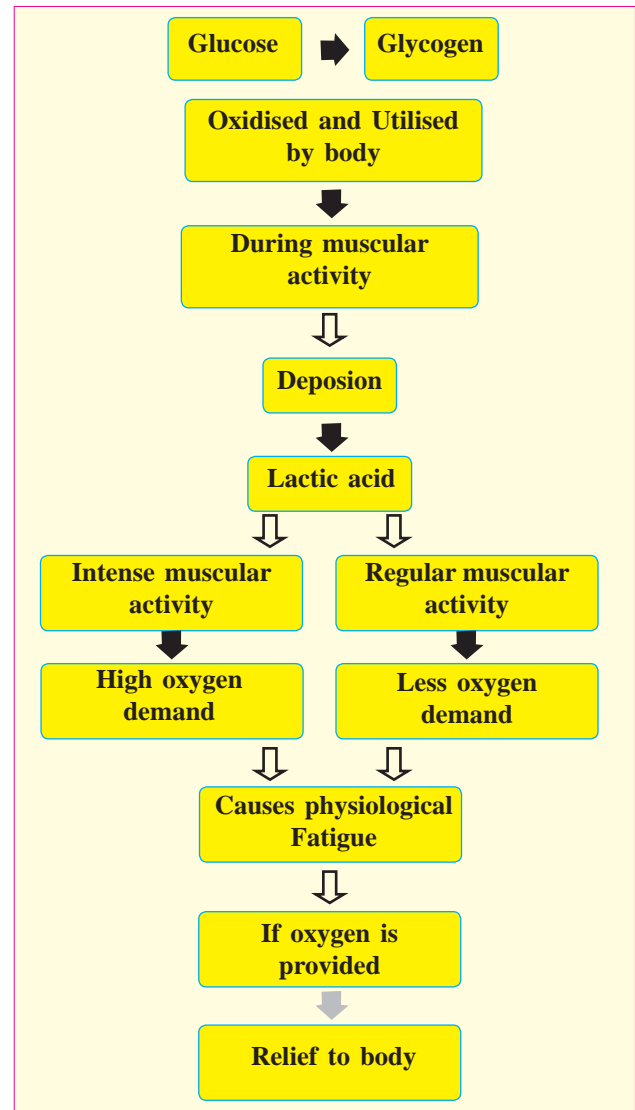 Glucose
Glycogen
Oxidised and Utilised
by body
During muscular
activity
Deposion
Lactic acid
Intense muscular
activity
Regular muscular
activity
High oxygen
demand
Less oxygen
demand
Causes physiological
Fatigue
If oxygen is
provided
Relief to body